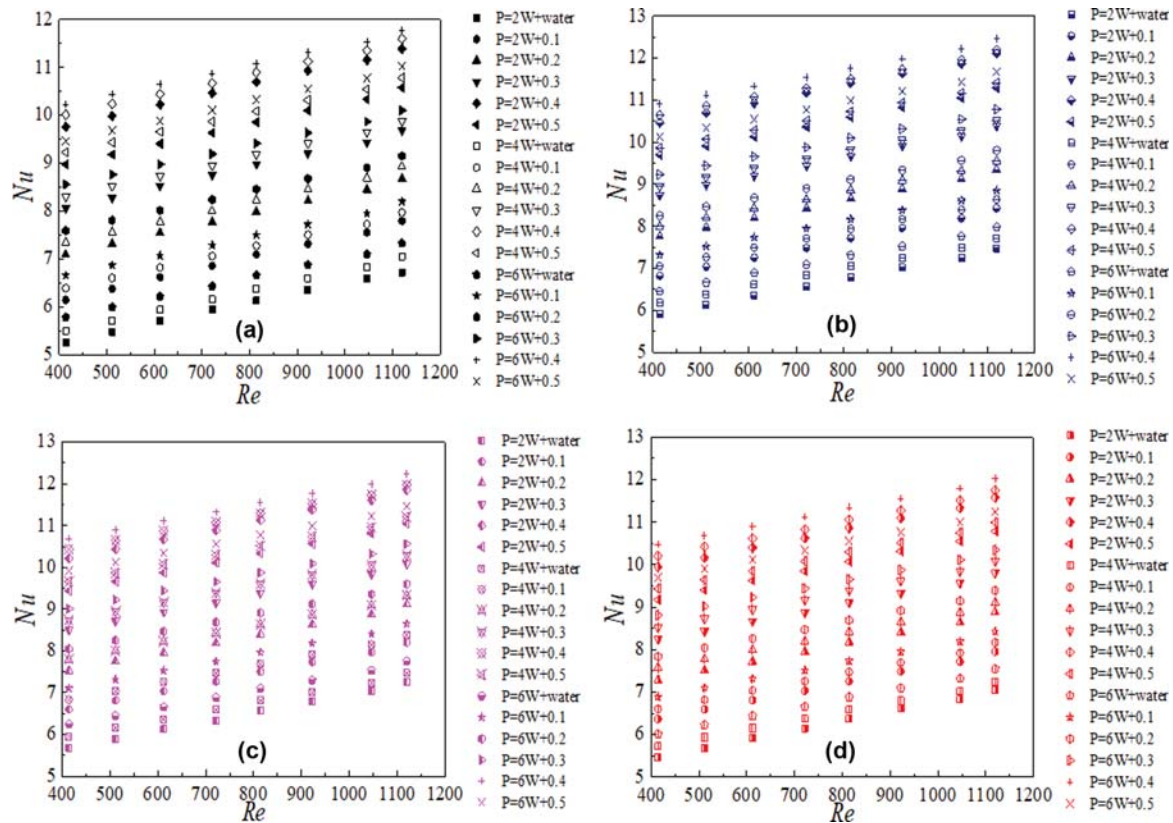 12
11
10
9
8
7
6
5
Nu
400 500 600 700 800 900 1000 1100 1200
Re
(a)
P=2W+water
P=2W+0.1
P=2W+0.2
P=2W+0.3
P=2W+0.4
P=2W+0.5
P=4W+water
P=4W+0.1
P=4W+0.2
P=4W+0.3
P=4W+0.4
P=4W+0.5
P=6W+water
P=6W+0.1
P=6W+0.2
P=6W+0.3
P=6W+0.4
P=6W+0.5
13
12
11
10
9
8
7
6
5
Nu
400 500 600 700 800 900 1000 1100 1200
Re
(b)
P=2W+water
P=2W+0.1
P=2W+0.2
P=2W+0.3
P=2W+0.4
P=2W+0.5
P=4W+water
P=4W+0.1
P=4W+0.2
P=4W+0.3
P=4W+0.4
P=4W+0.5
P=6W+water
P=6W+0.1
P=6W+0.2
P=6W+0.3
P=6W+0.4
P=6W+0.5
13
12
11
10
9
8
7
6
5
Nu
400 500 600 700 800 900 1000 1100 1200
Re
(c)
P=2W+water
P=2W+0.1
P=2W+0.2
P=2W+0.3
P=2W+0.4
P=2W+0.5
P=4W+water
P=4W+0.1
P=4W+0.2
P=4W+0.3
P=4W+0.4
P=4W+0.5
P=6W+water
P=6W+0.1
P=6W+0.2
P=6W+0.3
P=6W+0.4
P=6W+0.5
13
12
11
10
9
8
7
6
5
Nu
400 500 600 700 800 900 1000 1100 1200
Re
(d)
P=2W+water
P=2W+0.1
P=2W+0.2
P=2W+0.3
P=2W+0.4
P=2W+0.5
P=4W+water
P=4W+0.1
P=4W+0.2
P=4W+0.3
P=4W+0.4
P=4W+0.5
P=6W+water
P=6W+0.1
P=6W+0.2
P=6W+0.3
P=6W+0.4
P=6W+0.5